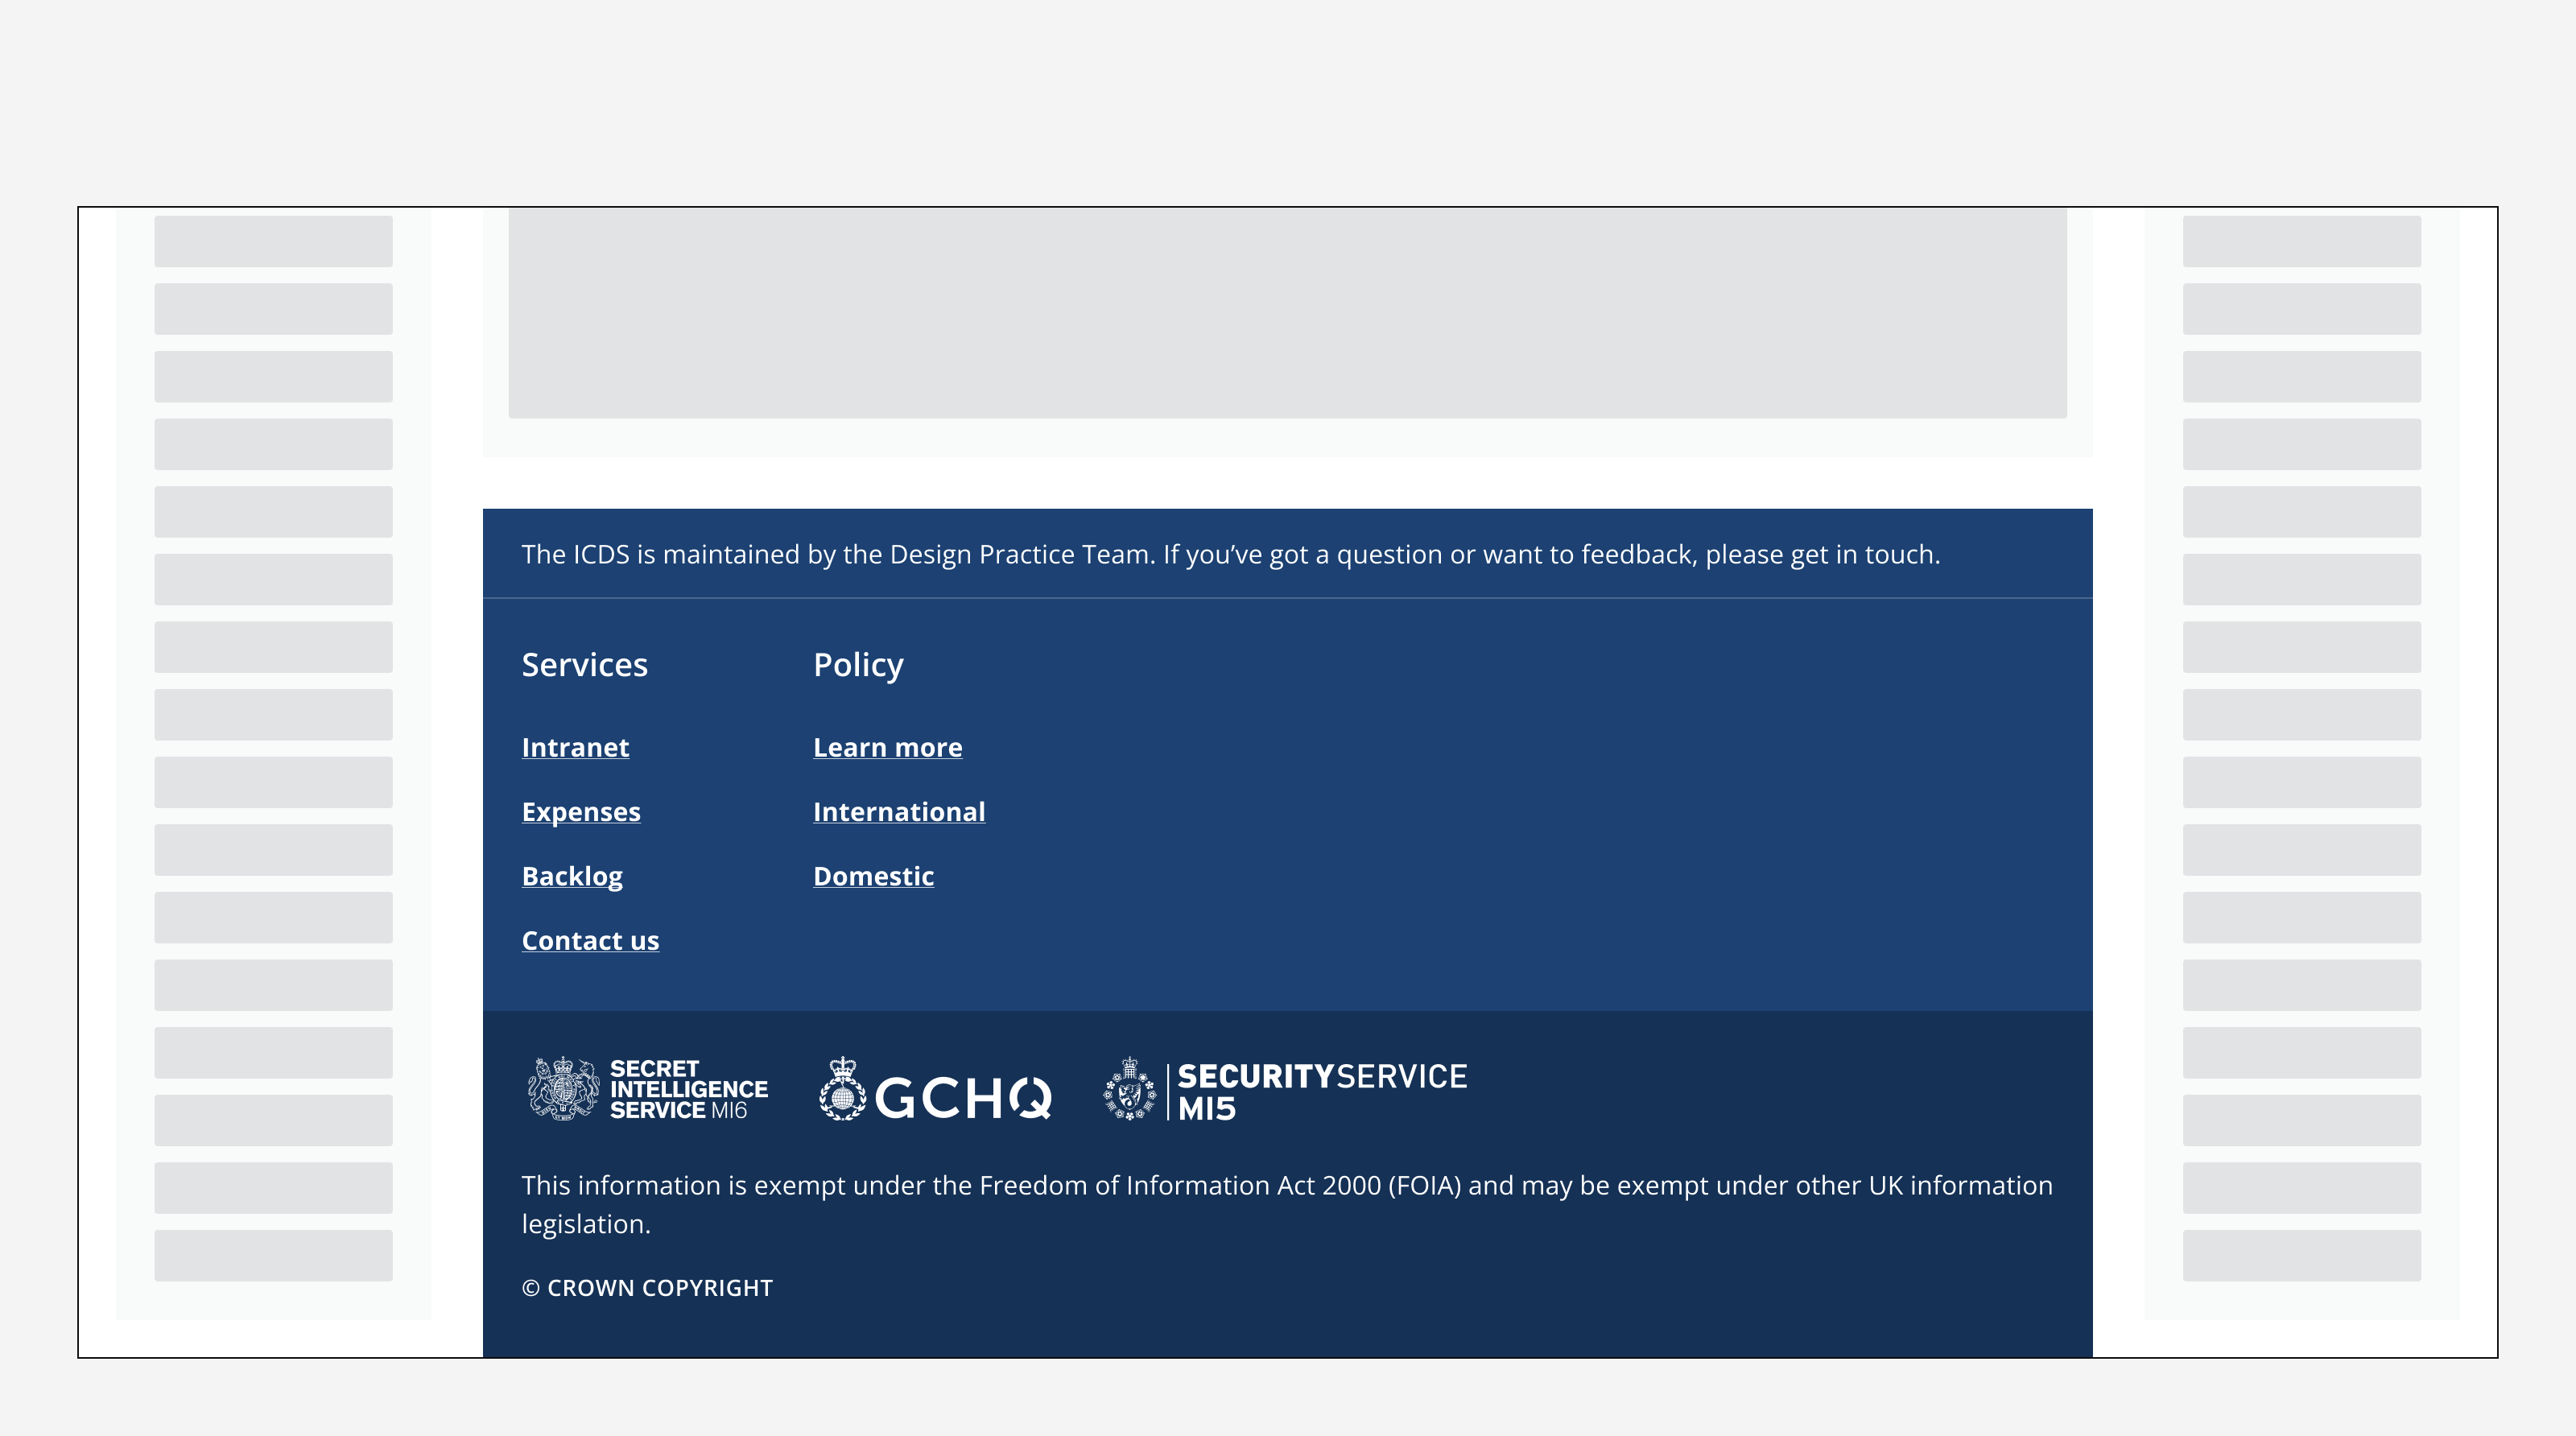 The ICDS is maintained by the Design Practice Team. If you’ve got a question or want to feedback, please get in touch.
Services
Intranet
Expenses
Backlog
Contact us
Policy
Learn more
International
Domestic
SECRET
INTELLIGENCE
SERVICE MI6
GCHQ
SECURITYSERVICE
MI5
This information is exempt under the Freedom of Information Act 2000 (FOIA) and may be exempt under other UK information
legislation.
© CROWN COPYRIGHT